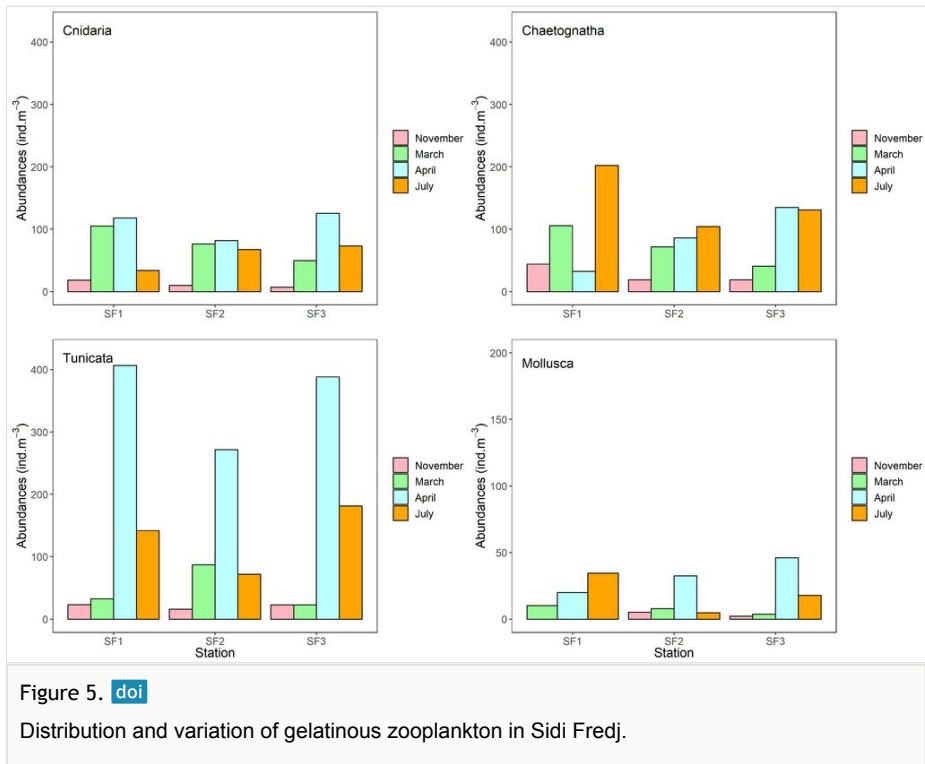 Cnidaria
400
300
200
100
0
Abundances (ind.m−3)
SF1 SF2 SF3
November
March
April
July
Chaetognatha
400
300
200
100
0
Abundances (ind.m−3)
SF1 SF2 SF3
November
March
April
July
Tunicata
400
300
200
100
0
Abundances (ind.m−3)
SF1 SF2 SF3
Station
November
March
April
July
Mollusca
200
150
100
50
0
Abundances (ind.m−3)
SF1 SF2 SF3
Station
November
March
April
July
Figure 5. doi
Distribution and variation of gelatinous zooplankton in Sidi Fredj.